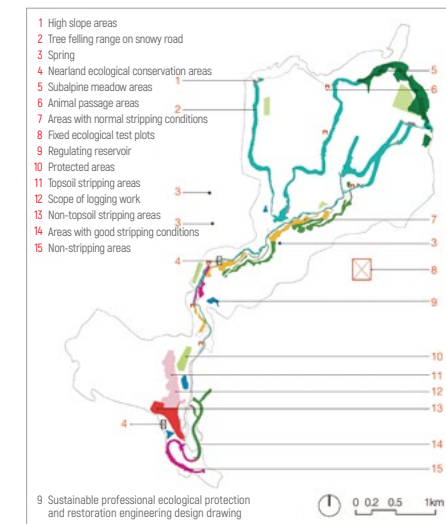 1 High slope areas
2 Tree felling range on snowy road
3 Spring
4 Nearland ecological conservation areas
5 Subalpine meadow areas
6 Animal passage areas
7 Areas with normal stripping conditions
8 Fixed ecological test plots
9 Regulating reservoir
10 Protected areas
11 Topsoil stripping areas
12 Scope of logging work
13 Non-topsoil stripping areas
14 Areas with good stripping conditions
15 Non-stripping areas
1
2
3
3
4
4
5
6
7
3
8
9
10
11
12
13
14
15
9 Sustainable professional ecological protection
and restoration engineering design drawing
0 0.2 0.5 1km